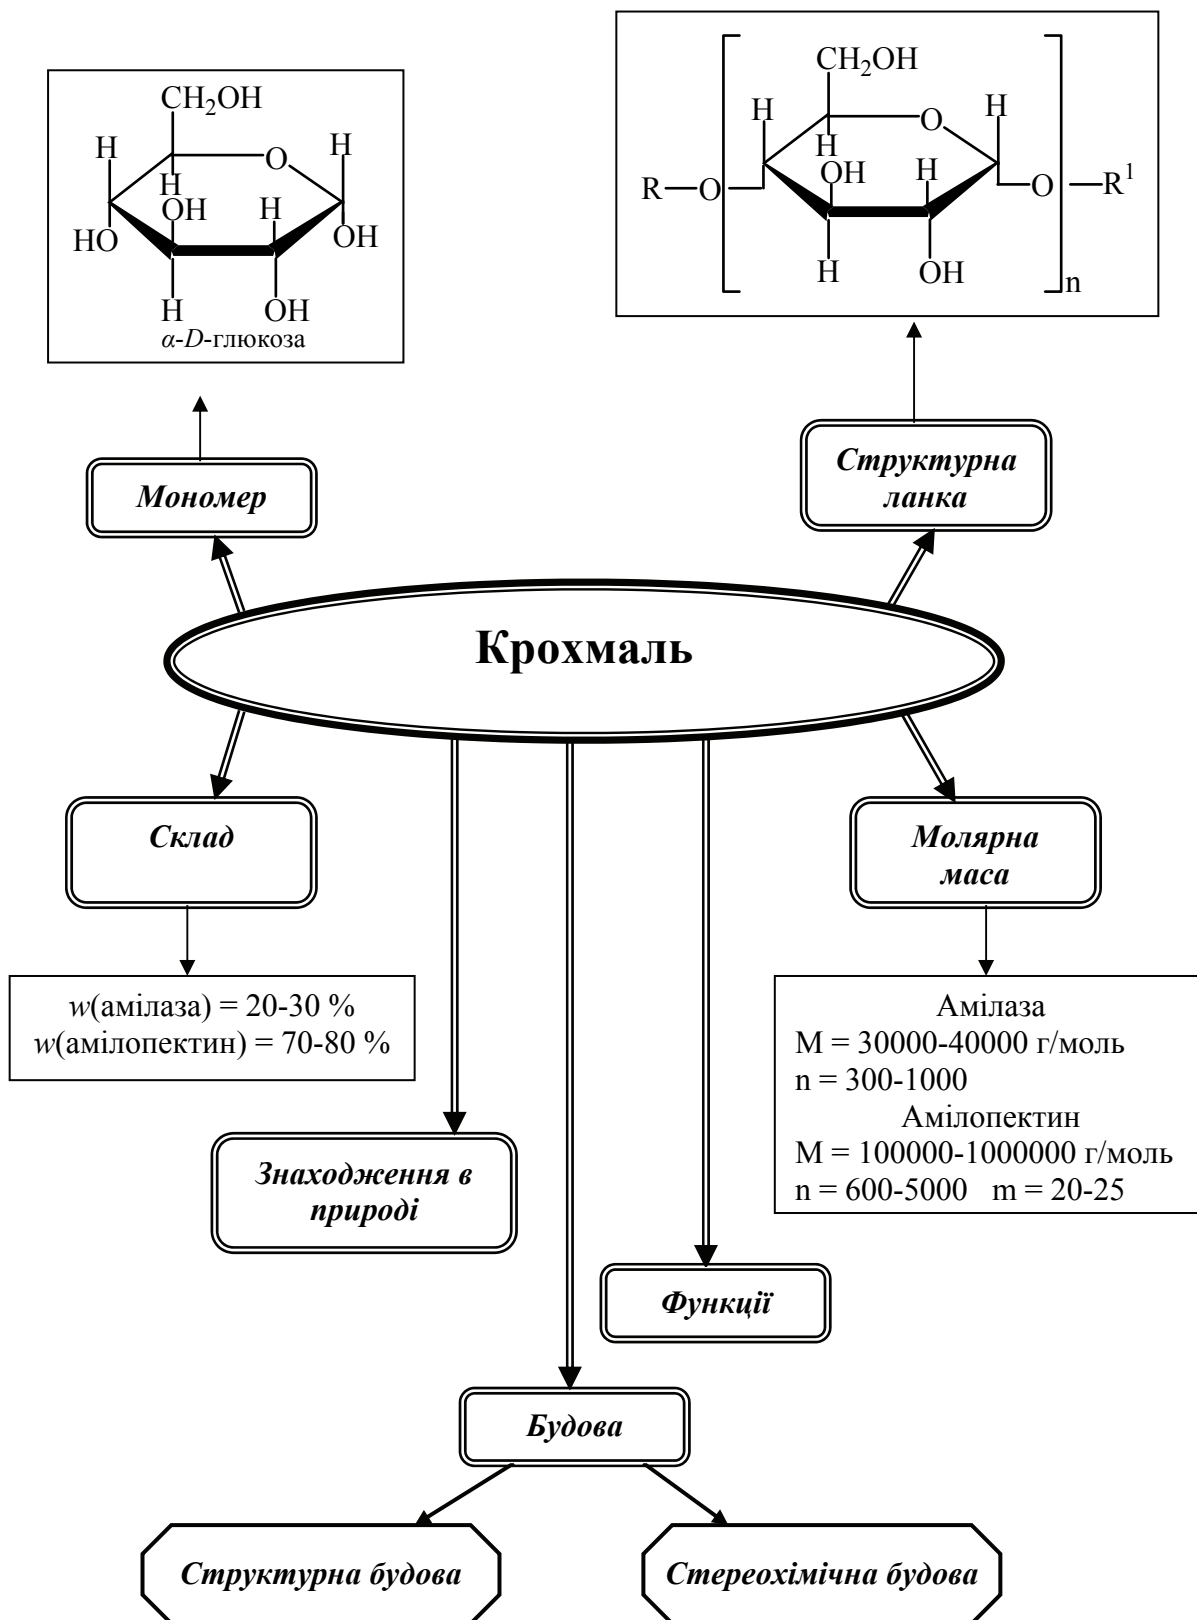 CH₂OH
H
O
H
H
OH
H
HO
OH
H
OH
α-D-глюкоза
CH₂OH
H
O
H
H
OH
H
R
O
O
R¹
H
OH
n
Мономер
Структурна
ланка
Крохмаль
Склад
Молярна
маса
w(амілаза) = 20-30 %
w(амілопектин) = 70-80 %
Амілаза
М = 30000-40000 г/моль
n = 300-1000
Амілопектин
М = 100000-1000000 г/моль
n = 600-5000 m = 20-25
Знаходження в
природі
Функції
Будова
Структурна будова
Стереохімічна будова